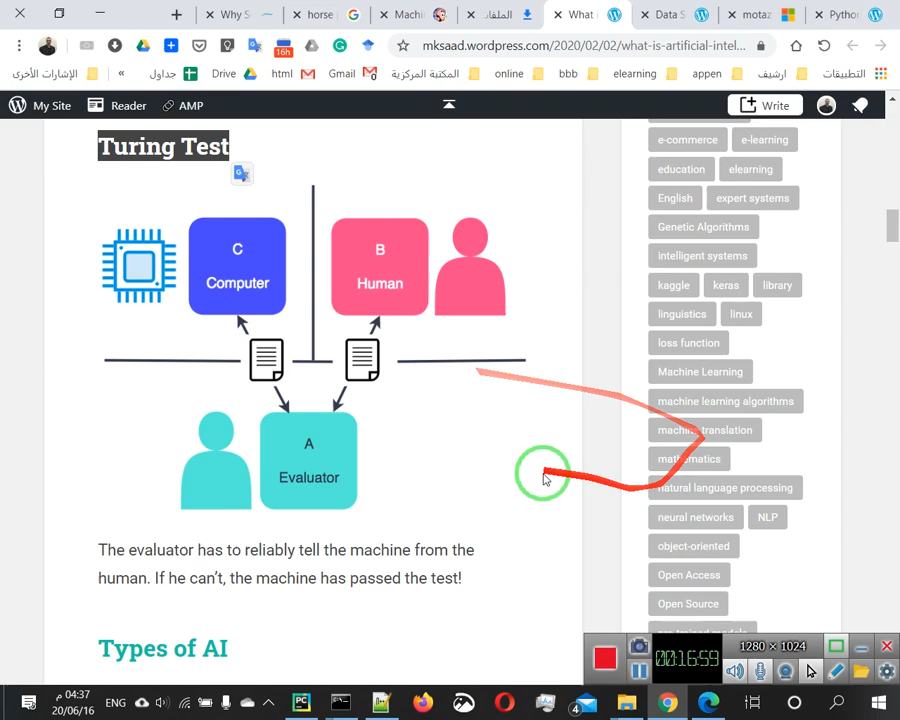 Why S
horse
Machi
الملفات
What
Data S
motaz
Python
16h
mksaad.wordpress.com/2020/02/02/what-is-artificial-intel...
الإشارات الأخرى
»
جداول
Drive
html
Gmail
المكتبة المركزية
online
bbb
elearning
appen
ارشيف
التطبيقات
My Site
Reader
AMP
Write
Turing Test
C
Computer
B
Human
A
Evaluator
The evaluator has to reliably tell the machine from the
human. If he can't, the machine has passed the test!
Types of AI
e-commerce
e-learning
education
elearning
English
expert systems
Genetic Algorithms
intelligent systems
kaggle
keras
library
linguistics
linux
loss function
Machine Learning
machine learning algorithms
machine translation
mathematics
natural language processing
neural networks
NLP
object-oriented
Open Access
Open Source
1280 × 1024
00:16:59
04:37 م
20/06/16
ENG
PC
4